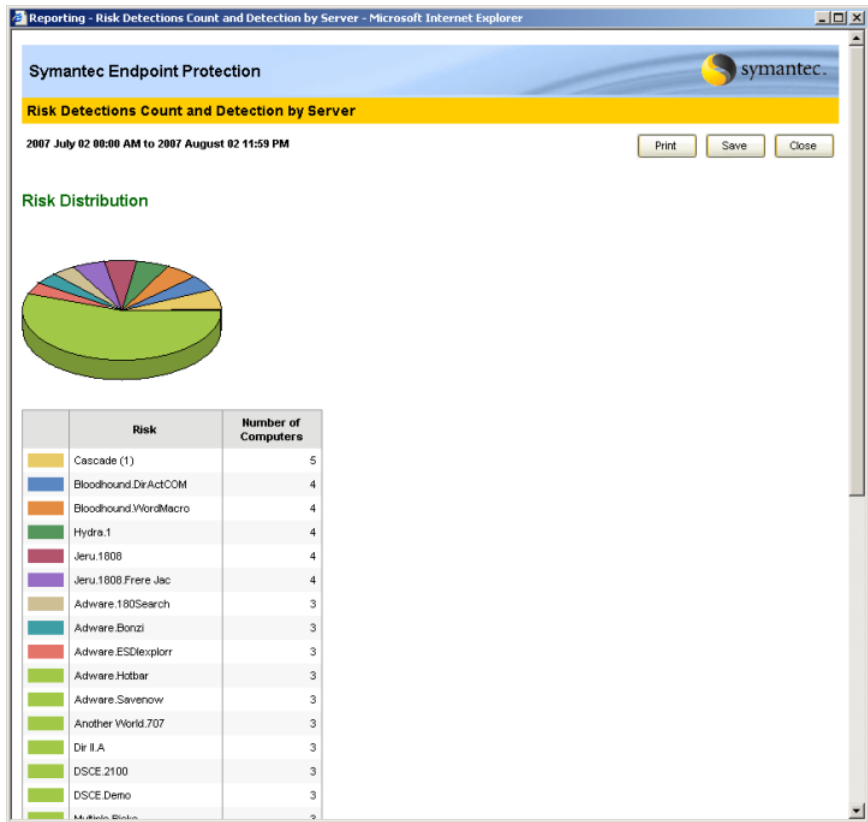 Reporting - Risk Detections Count and Detection by Server - Microsoft Internet Explorer
Symantec Endpoint Protection
symantec.
Risk Detections Count and Detection by Server
2007 July 02 00:00 AM to 2007 August 02 11:59 PM
Print Save Close
Risk Distribution
Risk Number of Computers
Cascade (1) 5
Bloodhound.DirActCOM 4
Bloodhound.WordMacro 4
Hydra.1 4
Jeru.1808 4
Jeru.1808.Frere Jac 4
Adware.180Search 3
Adware.Bonzi 3
Adware.ESDIexplorr 3
Adware.Hotbar 3
Adware.Savenow 3
Another World.707 3
Dir II.A 3
DSCE.2100 3
DSCE.Demo 3
Multiple Risks 3